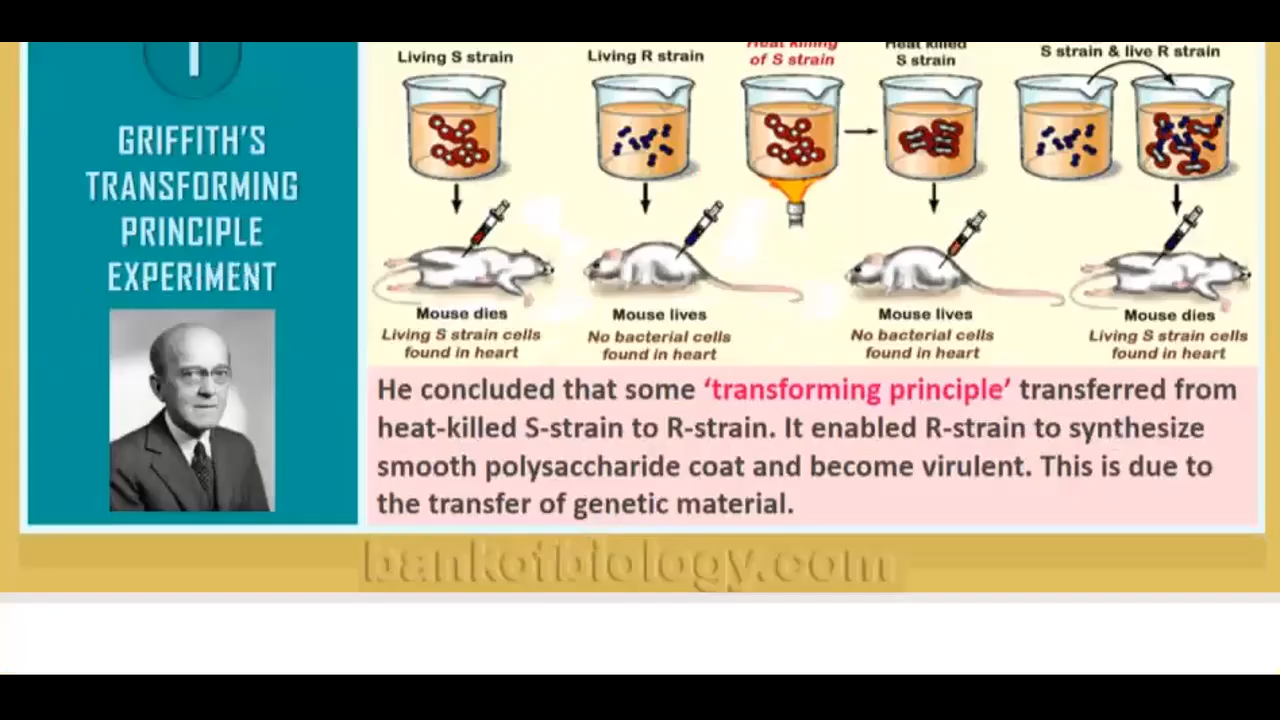 1
Heat killing
Heat killed
S strain & live R strain
Living S strain
Living R strain
of S strain
S strain
GRIFFITH'S
TRANSFORMING
PRINCIPLE
EXPERIMENT
Mouse dies
Living S strain cells
found in heart
Mouse lives
No bacterial cells
found in heart
Mouse lives
No bacterial cells
found in heart
Mouse dies
Living S strain cells
found in heart
He concluded that some ‘transforming principle’ transferred from
heat-killed S-strain to R-strain. It enabled R-strain to synthesize
smooth polysaccharide coat and become virulent. This is due to
the transfer of genetic material.
bankofbiology.com